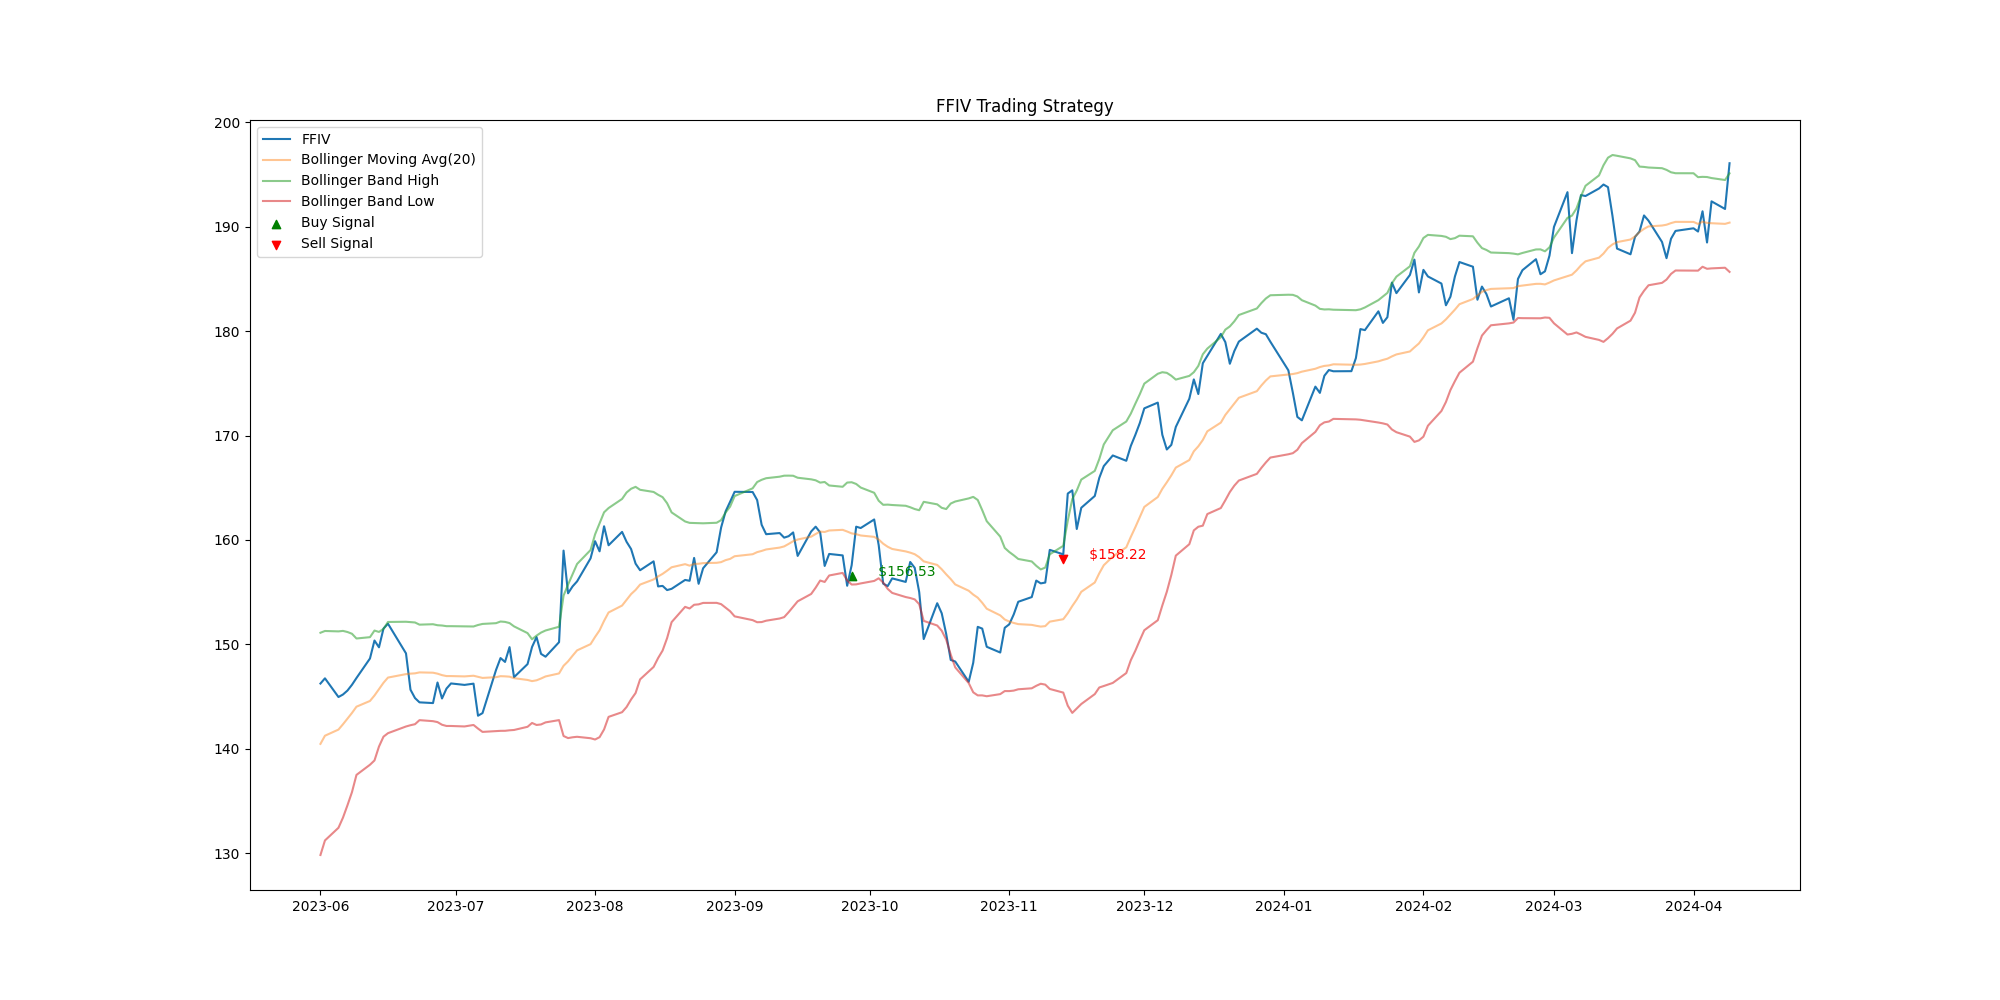 FFIV Trading Strategy
200
190
180
170
160
150
140
130
FFIV
Bollinger Moving Avg(20)
Bollinger Band High
Bollinger Band Low
Buy Signal
Sell Signal
$156.53
$158.22
2023-06 2023-07 2023-08 2023-09 2023-10 2023-11 2023-12 2024-01 2024-02 2024-03 2024-04